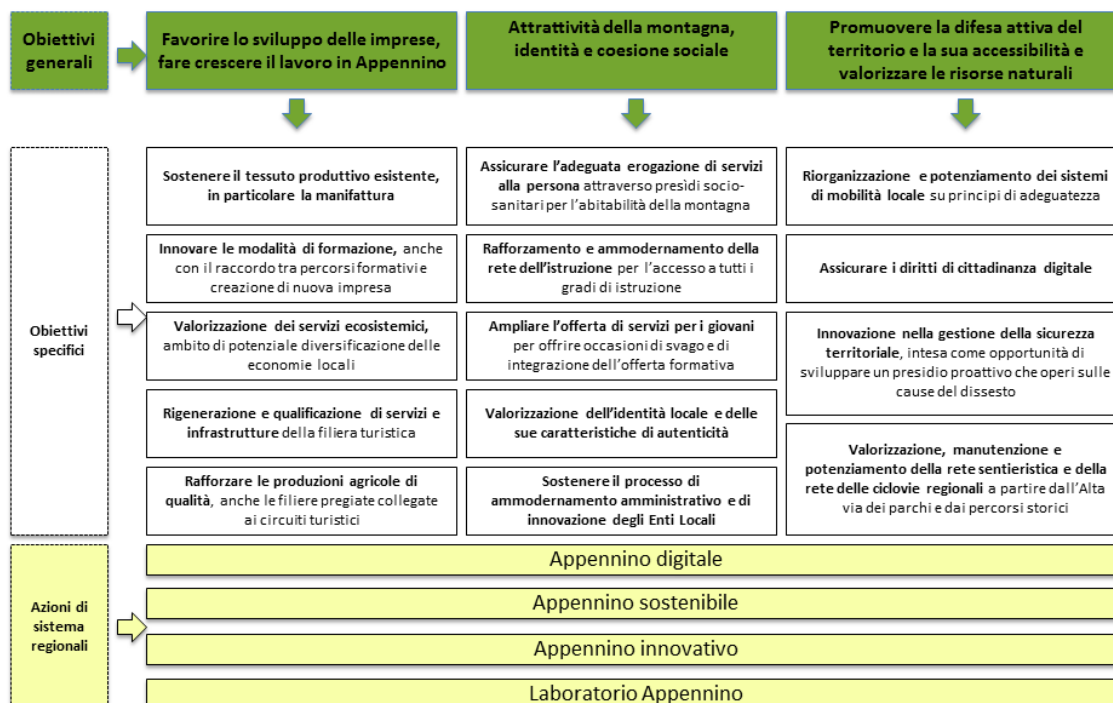 Obiettivi
generali
Favorire lo sviluppo delle imprese,
fare crescere il lavoro in Appennino
Attrattività della montagna,
identità e coesione sociale
Promuovere la difesa attiva del
territorio e la sua accessibilità e
valorizzare le risorse naturali
Obiettivi
specifici
Sostenere il tessuto produttivo esistente,
in particolare la manifattura
Innovare le modalità di formazione, anche
con il raccordo tra percorsi formativi e
creazione di nuova impresa
Valorizzazione dei servizi ecosistemici,
ambito di potenziale diversificazione delle
economie locali
Rigenerazione e qualificazione di servizi e
infrastrutture della filiera turistica
Rafforzare le produzioni agricole di
qualità, anche le filiere pregiate collegate
ai circuiti turistici
Assicurare l'adeguata erogazione di servizi
alla persona attraverso presìdi socio-
sanitari per l'abitabilità della montagna
Rafforzamento e ammodernamento della
rete dell'istruzione per l'accesso a tutti i
gradi di istruzione
Ampliare l'offerta di servizi per i giovani
per offrire occasioni di svago e di
integrazione dell'offerta formativa
Valorizzazione dell'identità locale e delle
sue caratteristiche di autenticità
Sostenere il processo di
ammodernamento amministrativo e di
innovazione degli Enti Locali
Riorganizzazione e potenziamento dei sistemi
di mobilità locale su principi di adeguatezza
Assicurare i diritti di cittadinanza digitale
Innovazione nella gestione della sicurezza
territoriale, intesa come opportunità di
sviluppare un presidio proattivo che operi sulle
cause del dissesto
Valorizzazione, manutenzione e
potenziamento della rete sentieristica e della
rete delle ciclovie regionali a partire dall'Alta
via dei parchi e dai percorsi storici
Azioni di
sistema
regionali
Appennino digitale
Appennino sostenibile
Appennino innovativo
Laboratorio Appennino